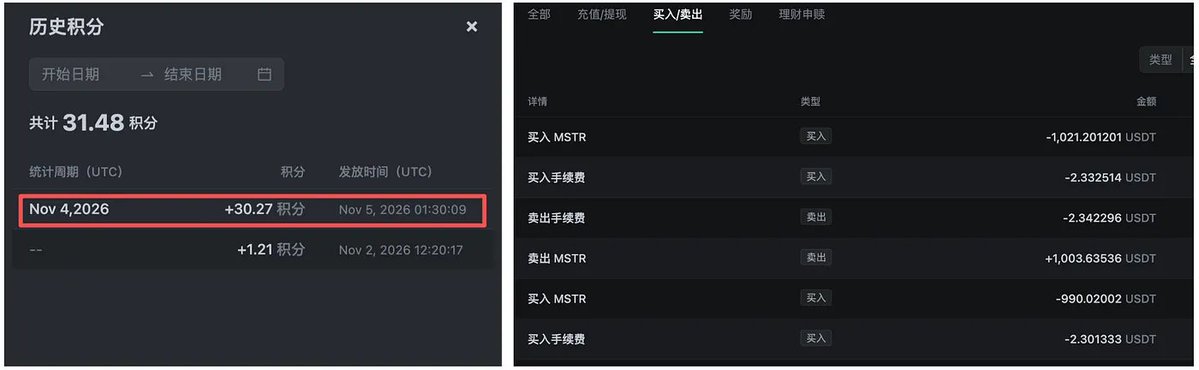 历史积分 ×
开始日期 → 结束日期
共计 31.48 积分
统计周期（UTC） 积分 发放时间（UTC）
Nov 4,2026 +30.27 积分 Nov 5, 2026 01:30:09
-- +1.21 积分 Nov 2, 2026 12:20:17
全部 充值/提现 买入/卖出 奖励 理财申赎
类型
详情 类型 金额
买入 MSTR 买入 -1,021.201201 USDT
买入手续费 买入 -2.332514 USDT
卖出手续费 卖出 -2.342296 USDT
卖出 MSTR 卖出 +1,003.63536 USDT
买入 MSTR 买入 -990.02002 USDT
买入手续费 买入 -2.301333 USDT